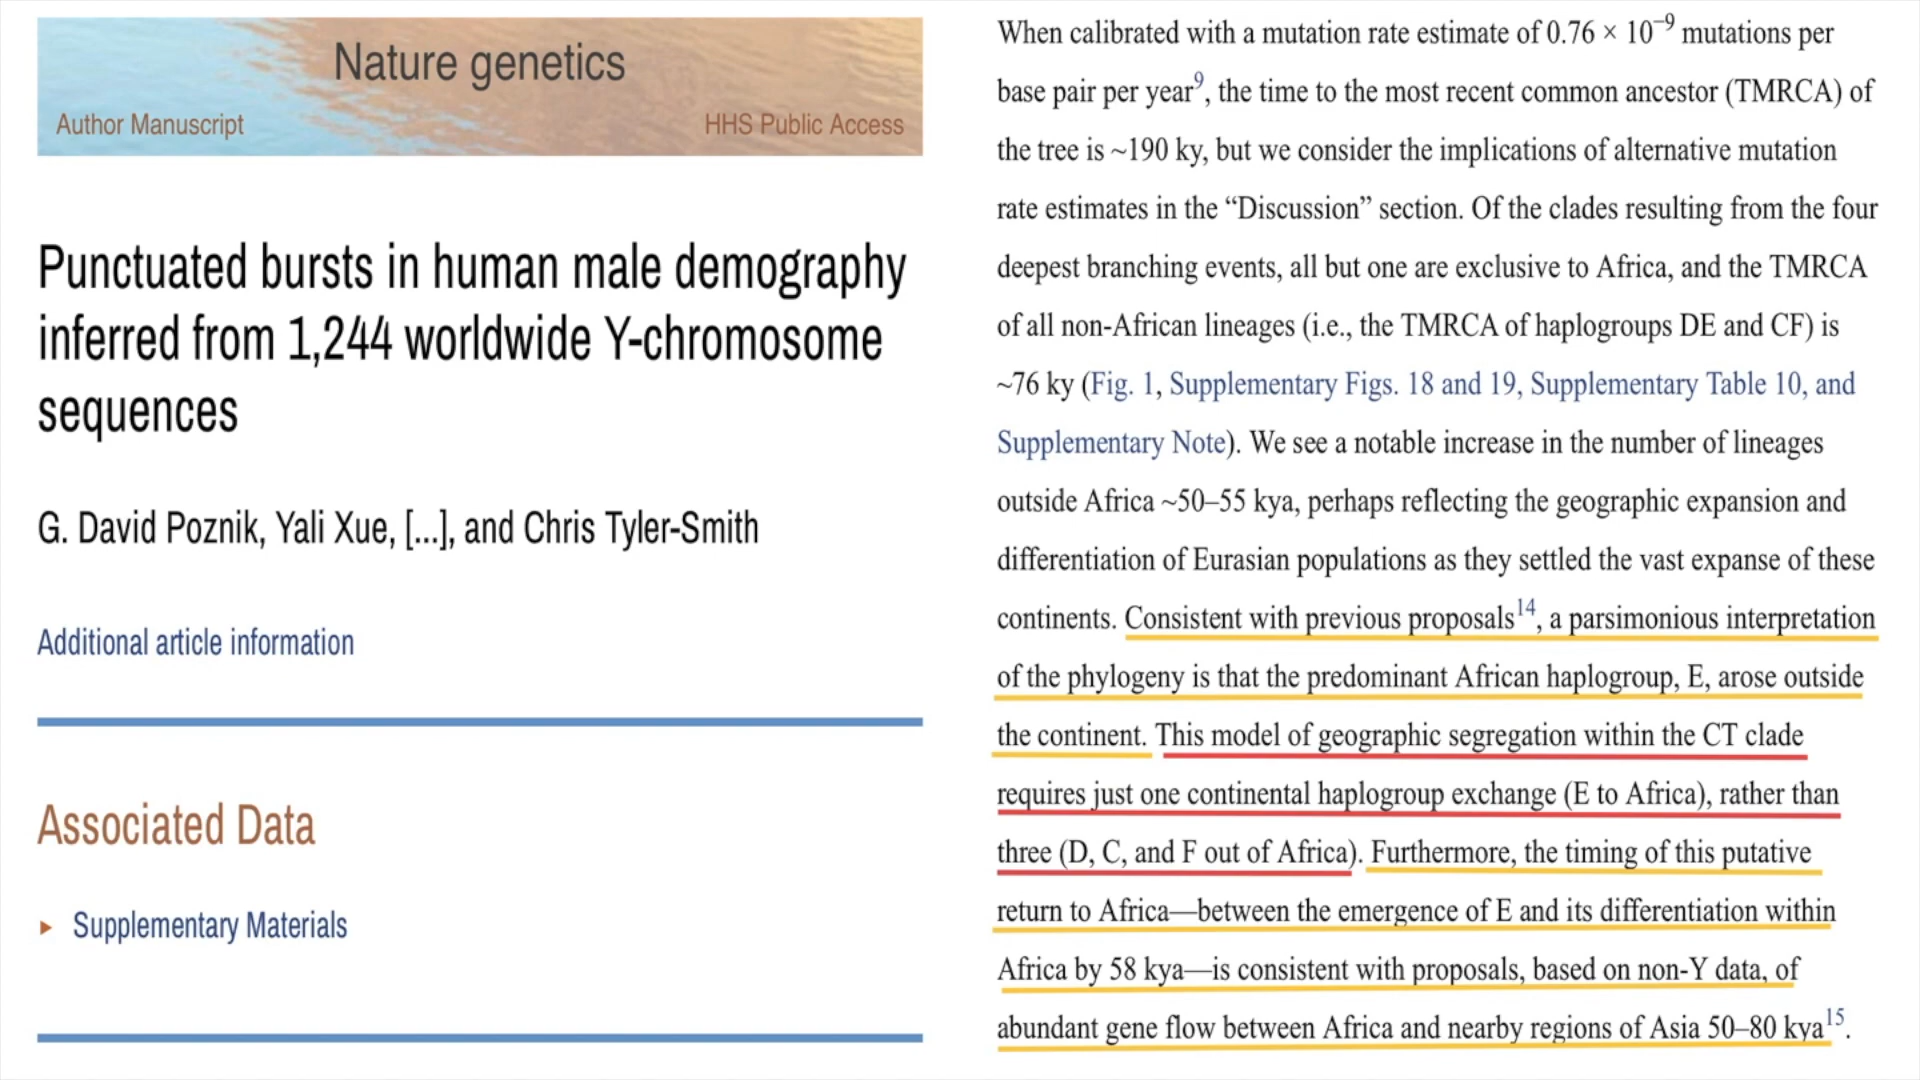 Nature genetics
Author Manuscript
HHS Public Access
Punctuated bursts in human male demography
inferred from 1,244 worldwide Y-chromosome
sequences
G. David Poznik, Yali Xue, [...], and Chris Tyler-Smith
Additional article information
Associated Data
▸ Supplementary Materials
When calibrated with a mutation rate estimate of 0.76 × 10⁻⁹ mutations per
base pair per year⁹, the time to the most recent common ancestor (TMRCA) of
the tree is ~190 ky, but we consider the implications of alternative mutation
rate estimates in the “Discussion” section. Of the clades resulting from the four
deepest branching events, all but one are exclusive to Africa, and the TMRCA
of all non-African lineages (i.e., the TMRCA of haplogroups DE and CF) is
~76 ky (Fig. 1, Supplementary Figs. 18 and 19, Supplementary Table 10, and
Supplementary Note). We see a notable increase in the number of lineages
outside Africa ~50–55 kya, perhaps reflecting the geographic expansion and
differentiation of Eurasian populations as they settled the vast expanse of these
continents. Consistent with previous proposals¹⁴, a parsimonious interpretation
of the phylogeny is that the predominant African haplogroup, E, arose outside
the continent. This model of geographic segregation within the CT clade
requires just one continental haplogroup exchange (E to Africa), rather than
three (D, C, and F out of Africa). Furthermore, the timing of this putative
return to Africa—between the emergence of E and its differentiation within
Africa by 58 kya—is consistent with proposals, based on non-Y data, of
abundant gene flow between Africa and nearby regions of Asia 50–80 kya¹⁵.